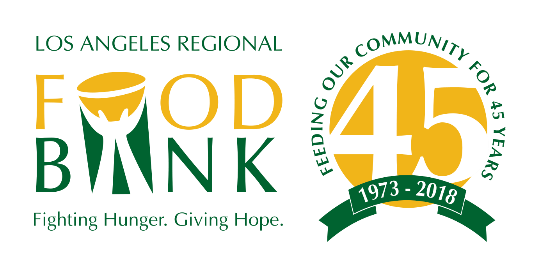 LOS ANGELES REGIONAL
FOOD
BANK
Fighting Hunger. Giving Hope.
FEEDING OUR COMMUNITY FOR 45 YEARS
45
1973 - 2018